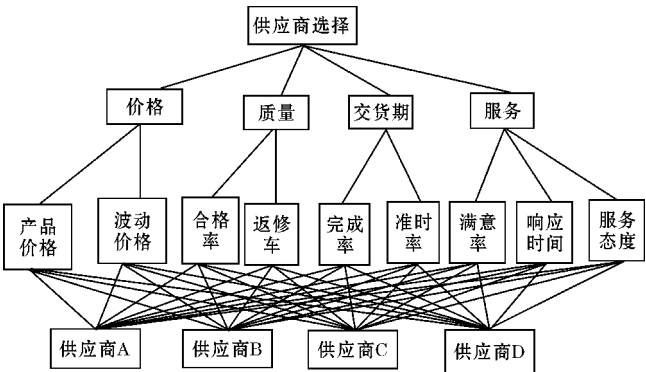 供应商选择
价格
质量
交货期
服务
产品
价格
波动
价格
合格
率
返修
车
完成
率
准时
率
满意
率
响应
时间
服务
态度
供应商A
供应商B
供应商C
供应商D